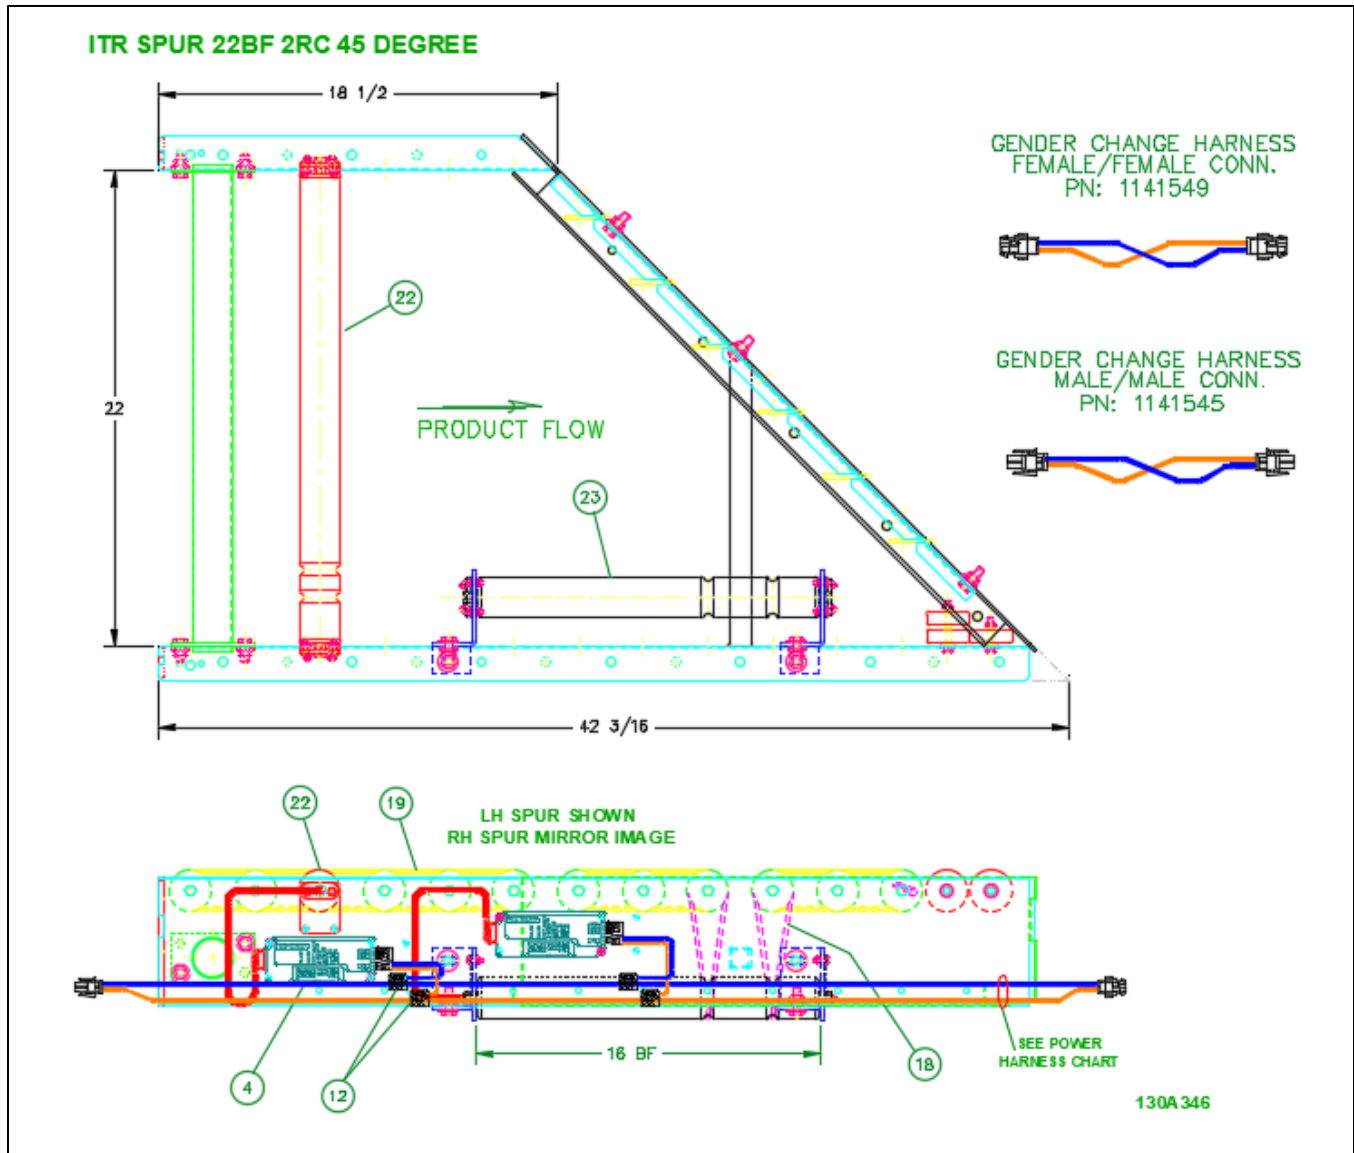 ITR SPUR 22BF 2RC 45 DEGREE
18 1/2
GENDER CHANGE HARNESS
FEMALE/FEMALE CONN.
PN: 1141549
22
22
PRODUCT FLOW
GENDER CHANGE HARNESS
MALE/MALE CONN.
PN: 1141545
23
42 3/16
22
19
LH SPUR SHOWN
RH SPUR MIRROR IMAGE
16 BF
SEE POWER
HARNESS CHART
4
12
18
130A346